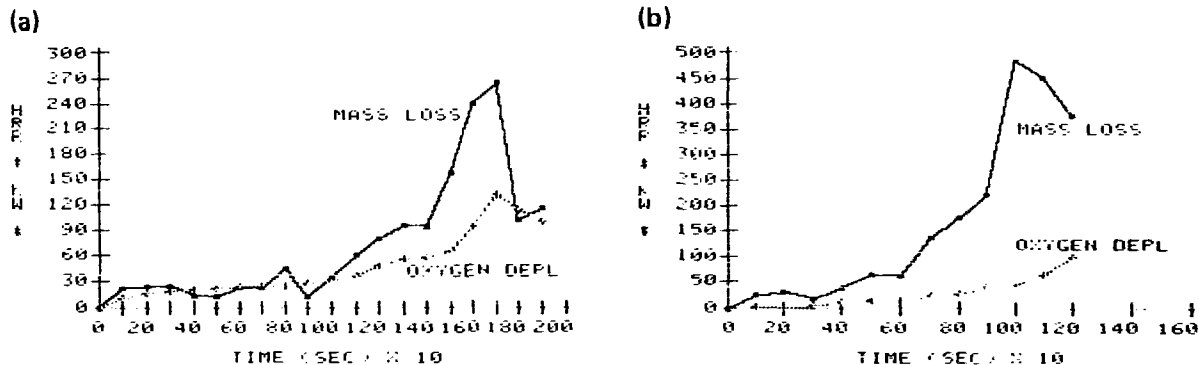 (a)
300
270
240
210
180
150
120
90
60
30
0
HRR * KW *
MASS LOSS
OXYGEN DEPL
0 20 40 60 80 100 120 140 160 180 200
TIME (SEC) X 10
(b)
500
450
400
350
300
250
200
150
100
50
0
HRR * KW *
MASS LOSS
OXYGEN DEPL
0 20 40 60 80 100 120 140 160
TIME (SEC) X 10